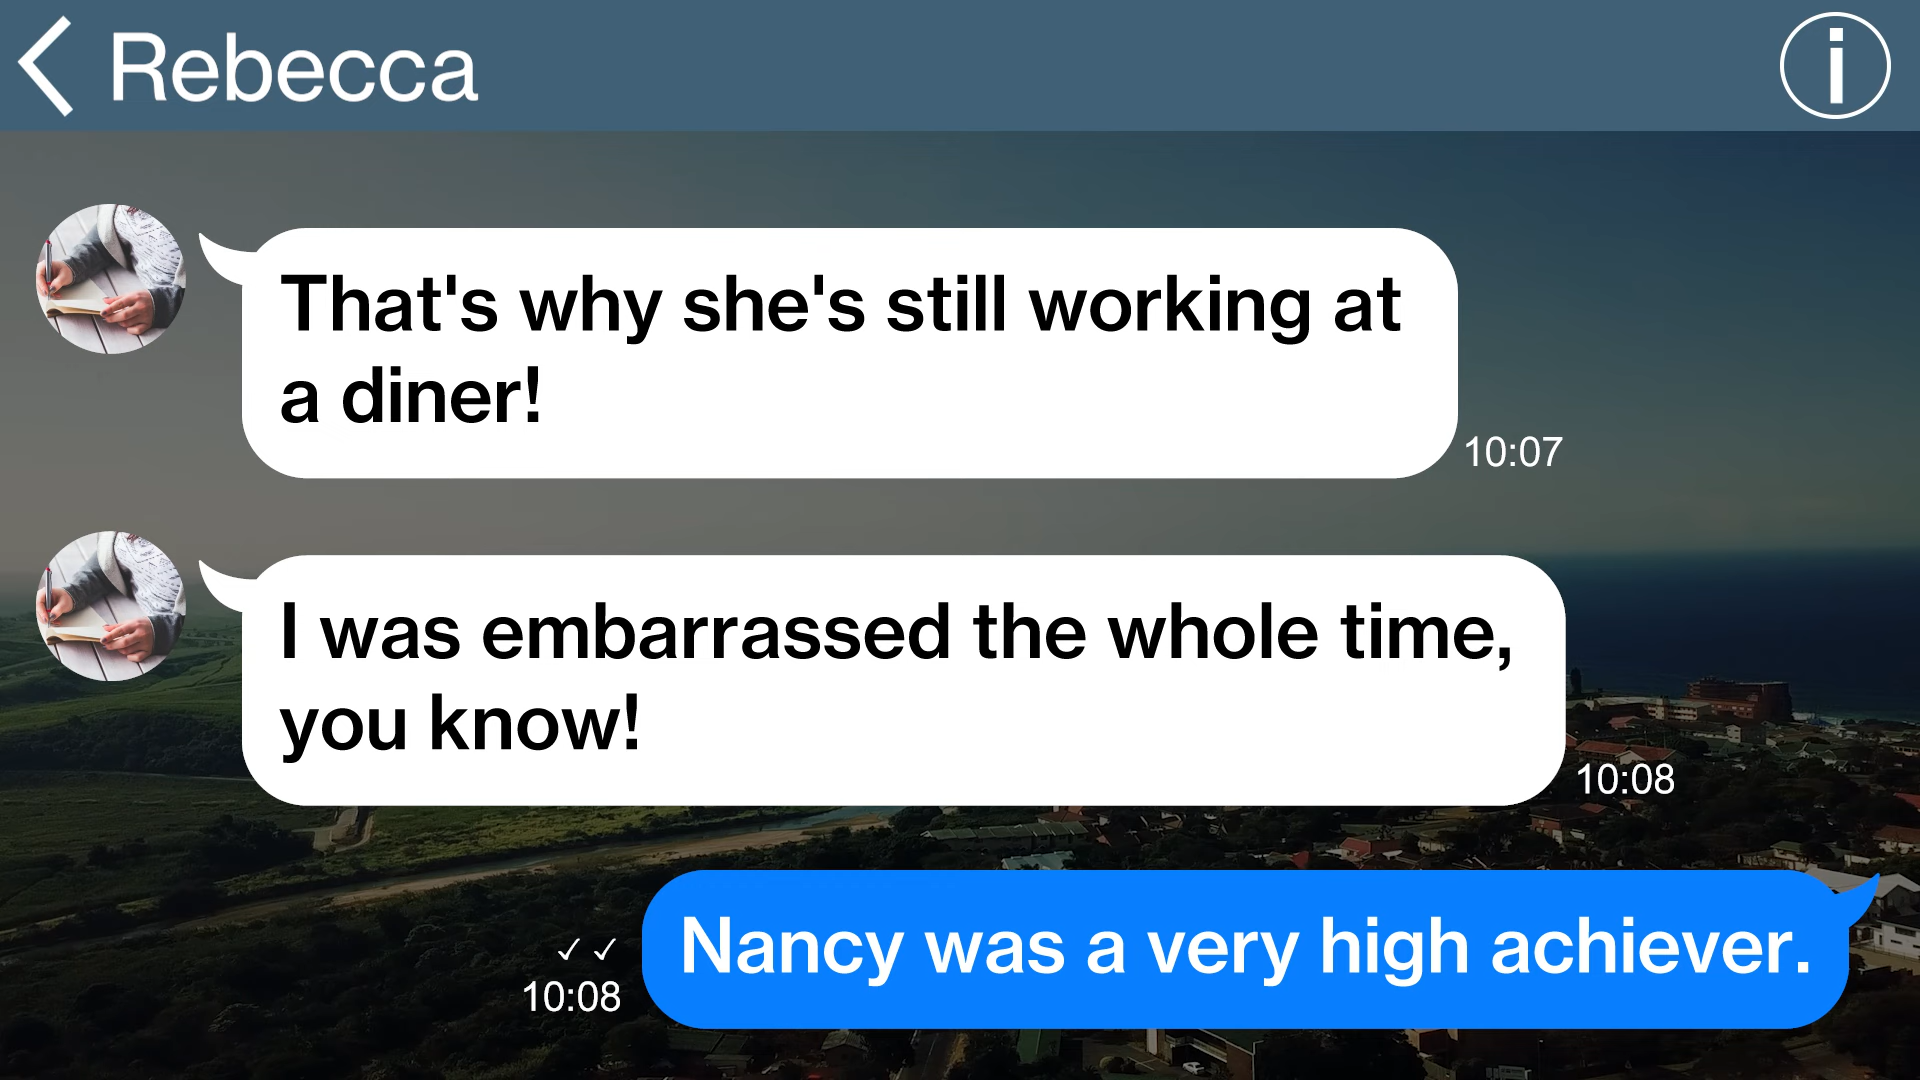 Rebecca
That's why she's still working at
a diner!
10:07
I was embarrassed the whole time,
you know!
10:08
Nancy was a very high achiever.
✓✓
10:08